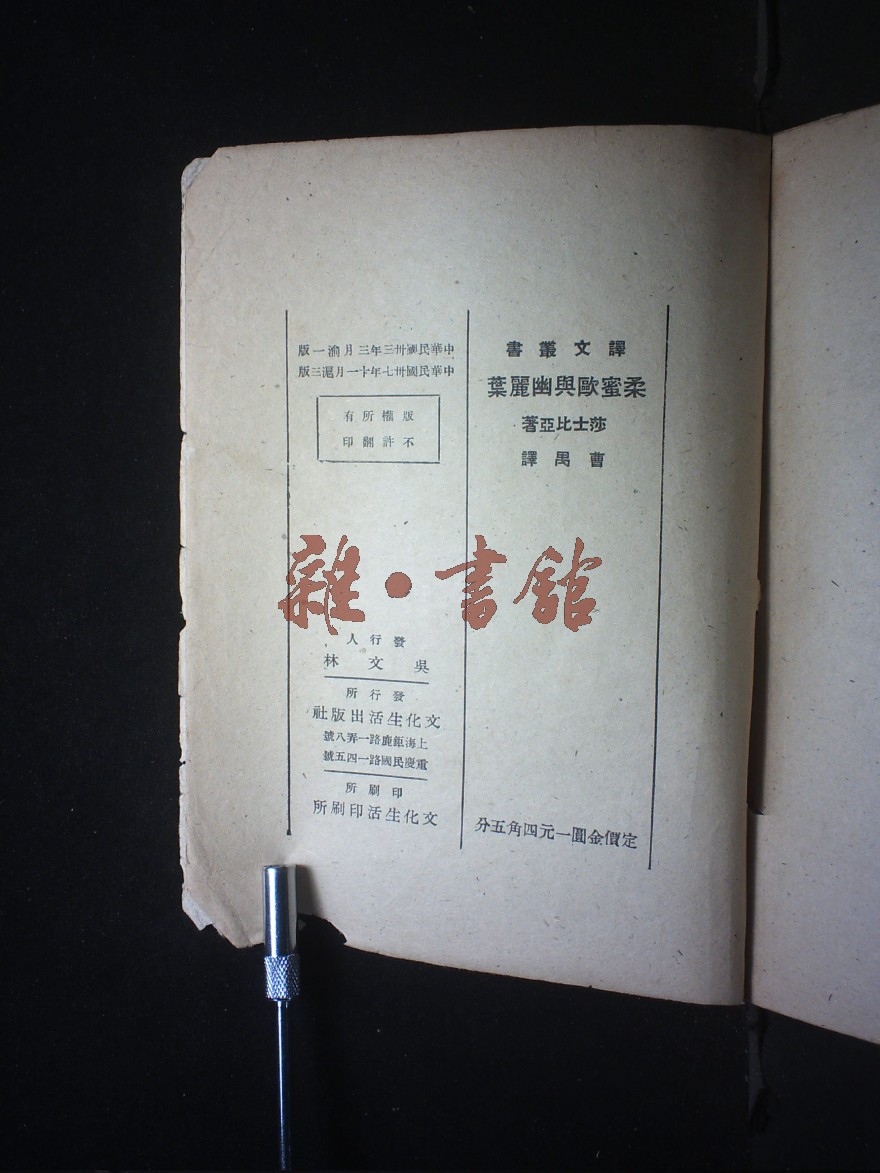 譯文叢書
柔蜜歐與幽麗葉
莎士比亞著
曹禺譯
定價金圓一元四角五分
中華民國卅三年三月渝一版
中華民國卅七年十一月滬三版
版權所有
不許翻印
發行人
吳文林
發行所
文化生活出版社
上海鉅鹿路一弄八號
重慶民國路一四五號
印刷所
文化生活印刷所
雜·書館